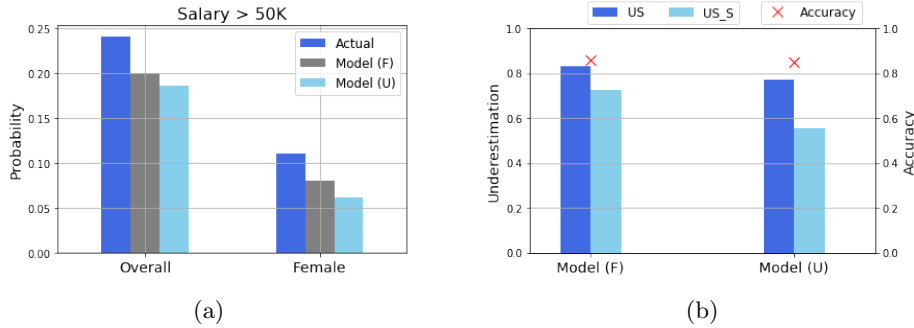 Salary > 50K
0.25
0.20
0.15
0.10
0.05
0.00
Probability
Actual
Model (F)
Model (U)
Overall
Female
(a)
US
US_S
Accuracy
1.0
0.8
0.6
0.4
0.2
0.0
Underestimation
1.0
0.8
0.6
0.4
0.2
0.0
Accuracy
Model (F)
Model (U)
(b)